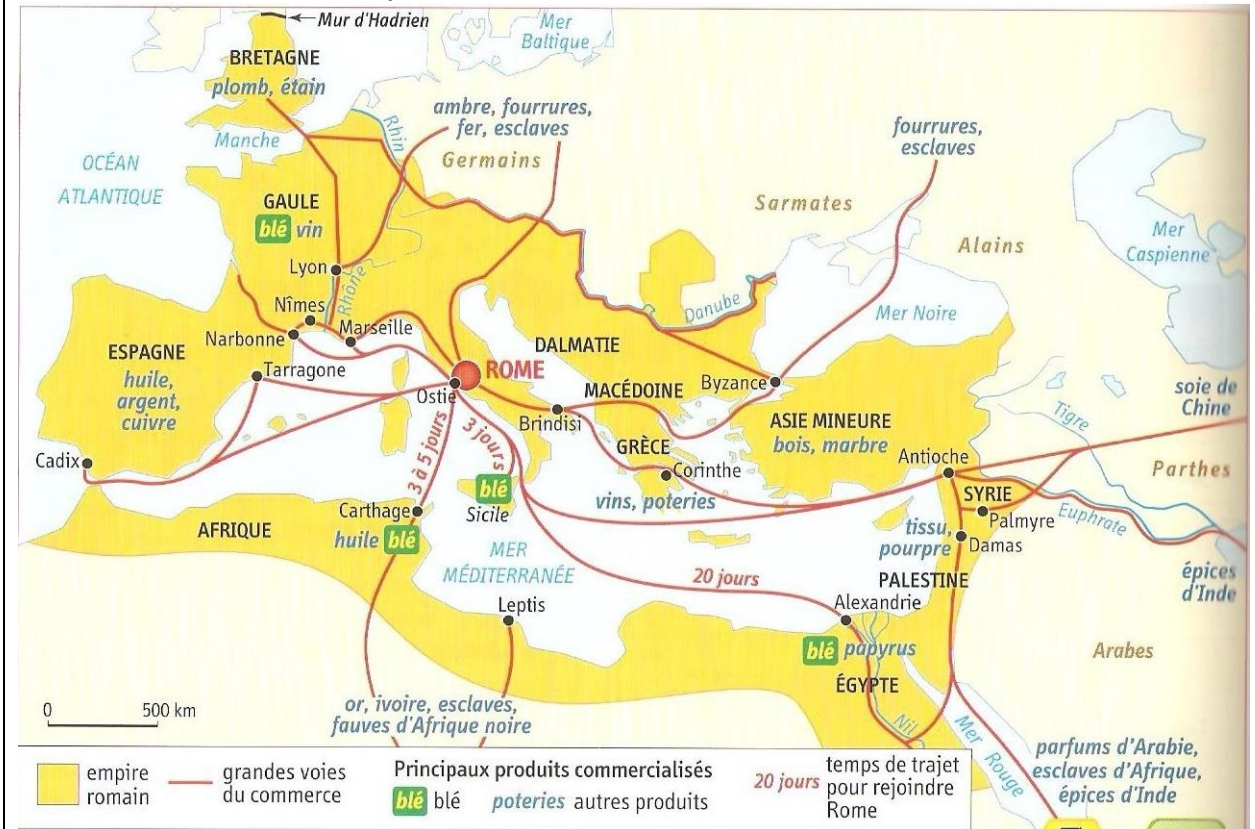 Mur d'Hadrien
Mer
Baltique
BRETAGNE
plomb, étain
ambre, fourrures,
fer, esclaves
Rhin
Manche
Germains
fourrures,
esclaves
OCÉAN
ATLANTIQUE
Sarmates
GAULE
blé vin
Alains
Mer
Caspienne
Lyon
Rhône
Nîmes
Danube
Mer Noire
Narbonne
Marseille
ESPAGNE
huile,
argent,
cuivre
DALMATIE
Tarragone
ROME
Ostie
MACÉDOINE
Byzance
soie de
Chine
Brindisi
ASIE MINEURE
bois, marbre
Tigre
3 à 5 jours
3 jours
GRÈCE
Corinthe
Antioche
Parthes
Cadix
blé
Sicile
vins, poteries
SYRIE
Palmyre
Euphrate
Carthage
AFRIQUE
huile blé
tissu,
pourpre
Damas
MER
MÉDITERRANÉE
20 jours
PALESTINE
épices
d'Inde
Leptis
Alexandrie
blé papyrus
Arabes
ÉGYPTE
0 500 km
or, ivoire, esclaves,
fauves d'Afrique noire
Nil
Mer Rouge
parfums d'Arabie,
esclaves d'Afrique,
épices d'Inde
empire
romain
grandes voies
du commerce
Principaux produits commercialisés
blé blé poteries autres produits
20 jours temps de trajet
pour rejoindre
Rome